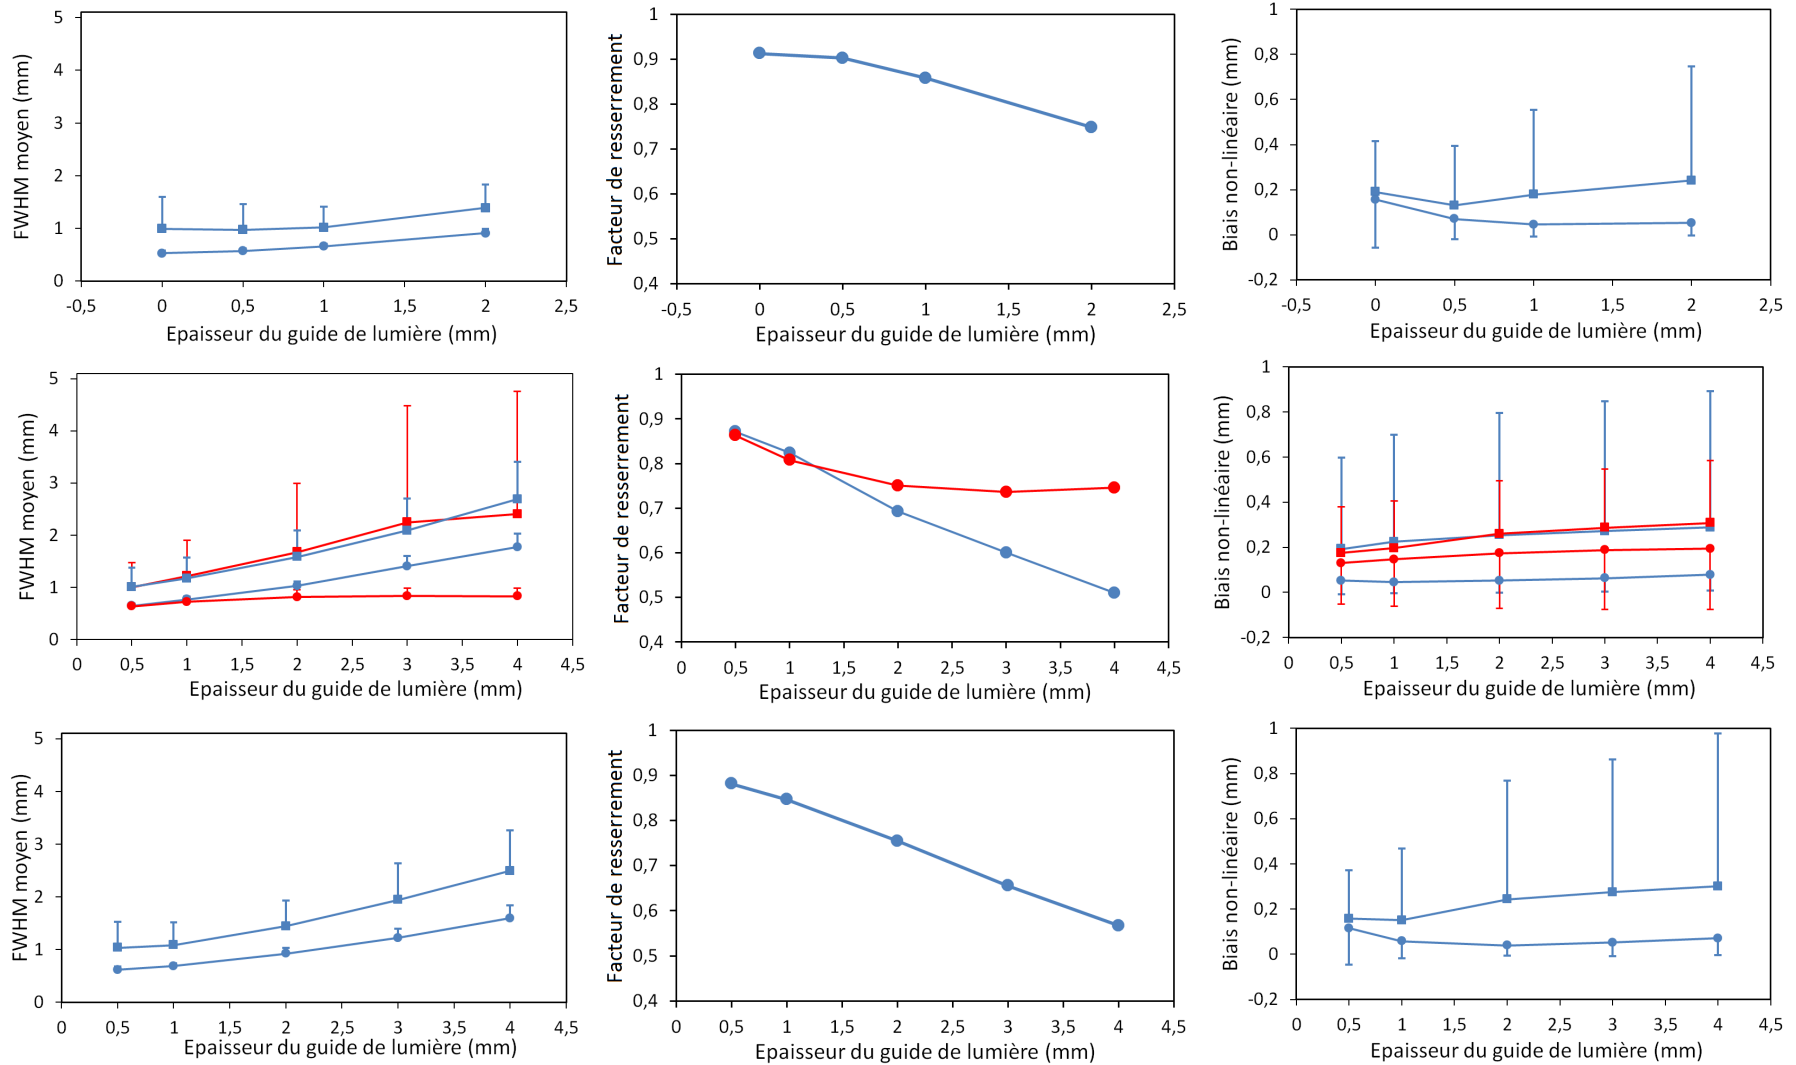 FWHM moyen (mm)
5
4
3
2
1
0
-0,5 0 0,5 1 1,5 2 2,5
Epaisseur du guide de lumière (mm)
Facteur de resserrement
1
0,9
0,8
0,7
0,6
0,5
0,4
-0,5 0 0,5 1 1,5 2 2,5
Epaisseur du guide de lumière (mm)
Biais non-linéaire (mm)
1
0,8
0,6
0,4
0,2
0
-0,2
-0,5 0 0,5 1 1,5 2 2,5
Epaisseur du guide de lumière (mm)
FWHM moyen (mm)
5
4
3
2
1
0
0 0,5 1 1,5 2 2,5 3 3,5 4 4,5
Epaisseur du guide de lumière (mm)
Facteur de resserrement
1
0,9
0,8
0,7
0,6
0,5
0,4
0 0,5 1 1,5 2 2,5 3 3,5 4 4,5
Epaisseur du guide de lumière (mm)
Biais non-linéaire (mm)
1
0,8
0,6
0,4
0,2
0
-0,2
0 0,5 1 1,5 2 2,5 3 3,5 4 4,5
Epaisseur du guide de lumière (mm)
FWHM moyen (mm)
5
4
3
2
1
0
0 0,5 1 1,5 2 2,5 3 3,5 4 4,5
Epaisseur du guide de lumière (mm)
Facteur de resserrement
1
0,9
0,8
0,7
0,6
0,5
0,4
0 0,5 1 1,5 2 2,5 3 3,5 4 4,5
Epaisseur du guide de lumière (mm)
Biais non-linéaire (mm)
1
0,8
0,6
0,4
0,2
0
-0,2
0 0,5 1 1,5 2 2,5 3 3,5 4 4,5
Epaisseur du guide de lumière (mm)